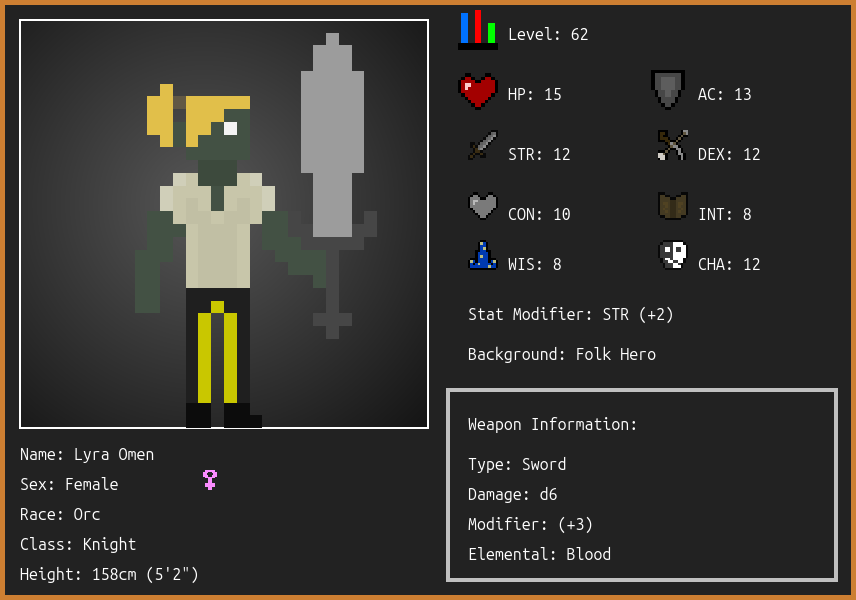 Level: 62
HP: 15
AC: 13
STR: 12
DEX: 12
CON: 10
INT: 8
WIS: 8
CHA: 12
Stat Modifier: STR (+2)
Background: Folk Hero
Weapon Information:
Type: Sword
Damage: d6
Modifier: (+3)
Elemental: Blood
Name: Lyra Omen
Sex: Female
Race: Orc
Class: Knight
Height: 158cm (5'2")